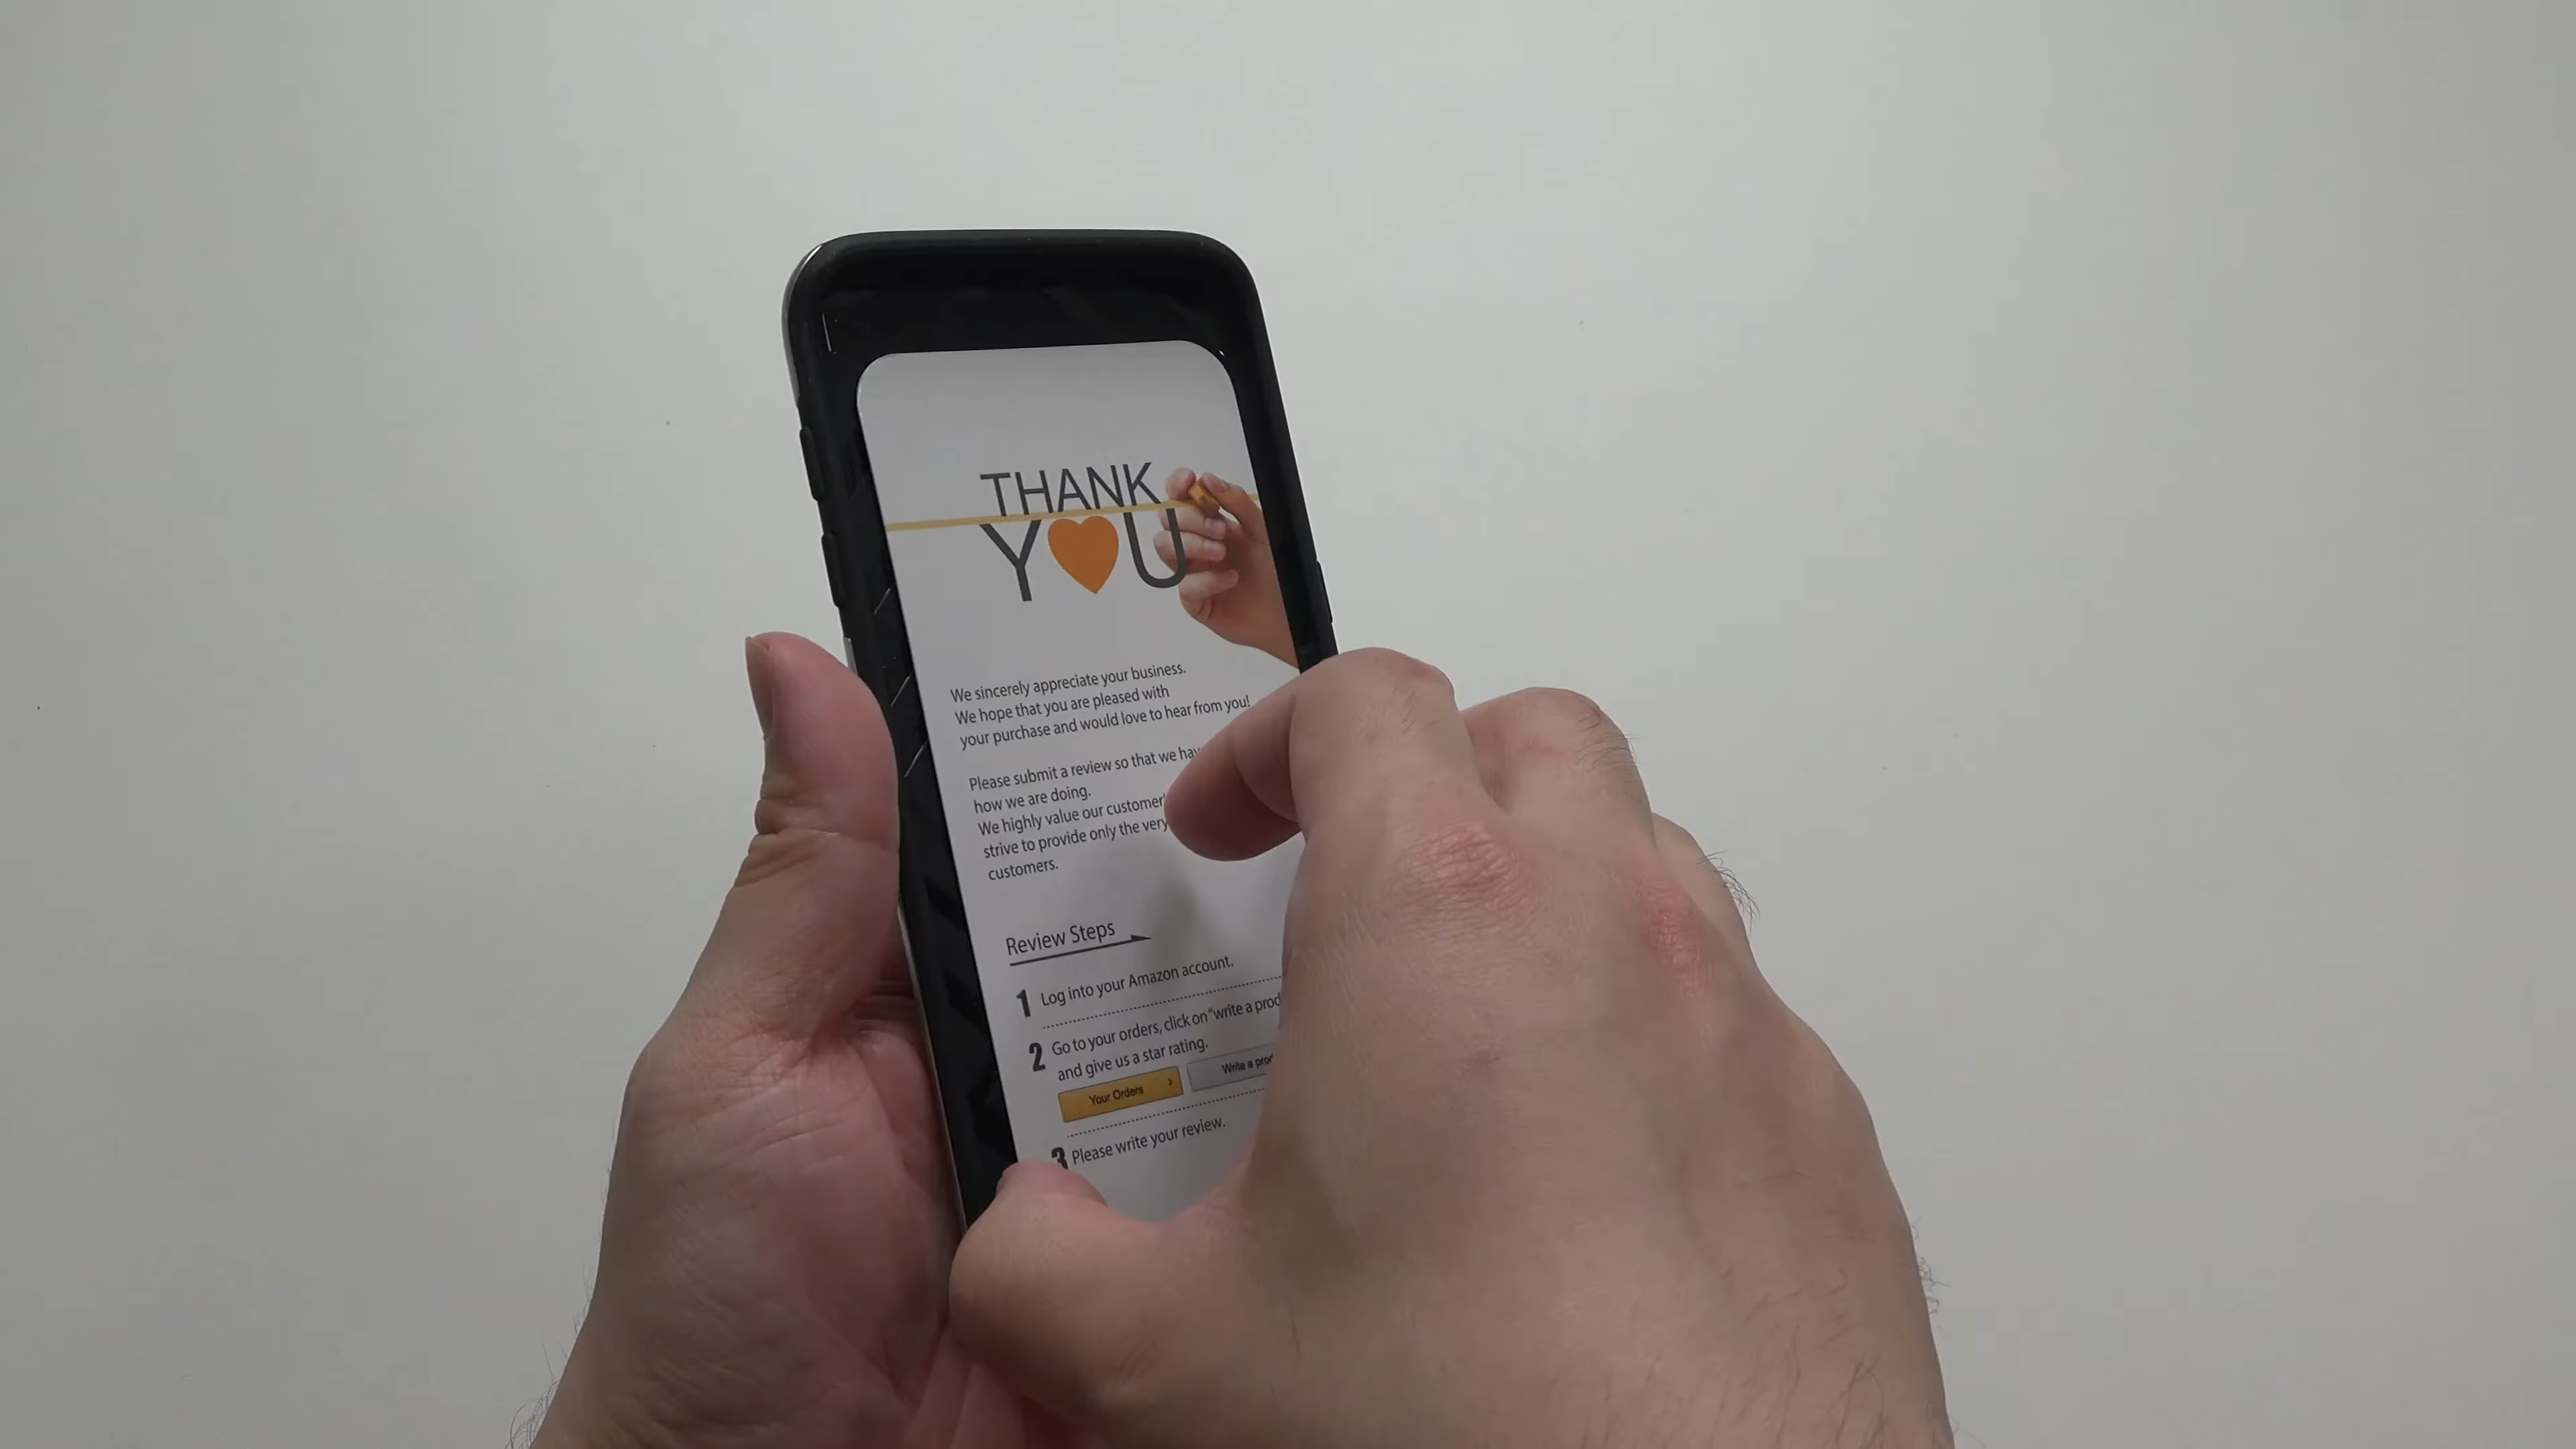 THANK
YOU
We sincerely appreciate your business.
We hope that you are pleased with
your purchase and would love to hear from you!
Please submit a review so that we
how we are doing.
We highly value our
strive to provide only the very
customers.
Review Steps
1 Log into your Amazon account.
2 Go to your orders, click on "write a
and give us a star rating.
Your Orders › Write a
3 Please write your review.